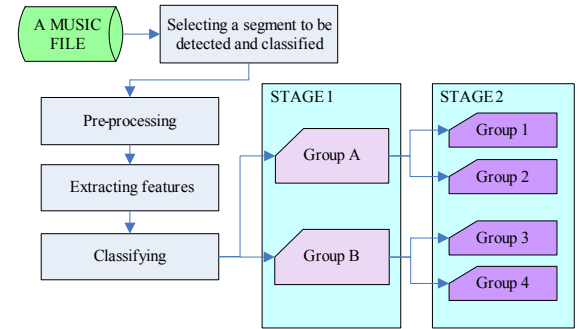 A MUSIC
FILE
Selecting a segment to be
detected and classified
Pre-processing
Extracting features
Classifying
STAGE 1
Group A
Group B
STAGE 2
Group 1
Group 2
Group 3
Group 4